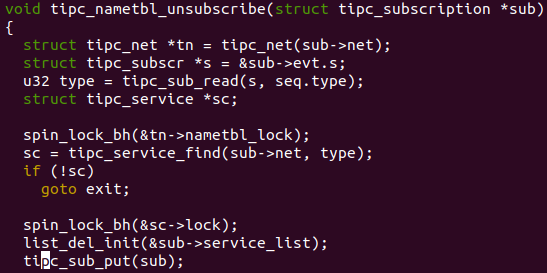 void tipc_nametbl_unsubscribe(struct tipc_subscription *sub)
{
  struct tipc_net *tn = tipc_net(sub->net);
  struct tipc_subscr *s = &sub->evt.s;
  u32 type = tipc_sub_read(s, seq.type);
  struct tipc_service *sc;

  spin_lock_bh(&tn->nametbl_lock);
  sc = tipc_service_find(sub->net, type);
  if (!sc)
    goto exit;

  spin_lock_bh(&sc->lock);
  list_del_init(&sub->service_list);
  tipc_sub_put(sub);